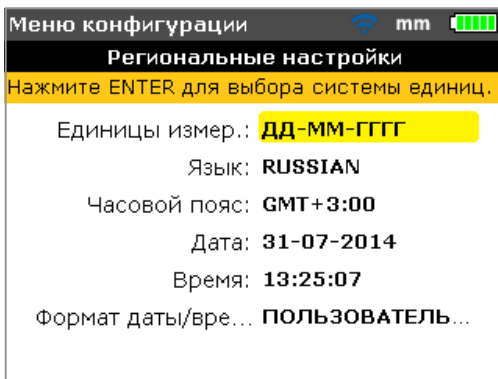 Меню конфигурации mm
Региональные настройки
Нажмите ENTER для выбора системы единиц.
Единицы измер.: ДД-ММ-ГГГГ
Язык: RUSSIAN
Часовой пояс: GMT+3:00
Дата: 31-07-2014
Время: 13:25:07
Формат даты/вре... ПОЛЬЗОВАТЕЛЬ...